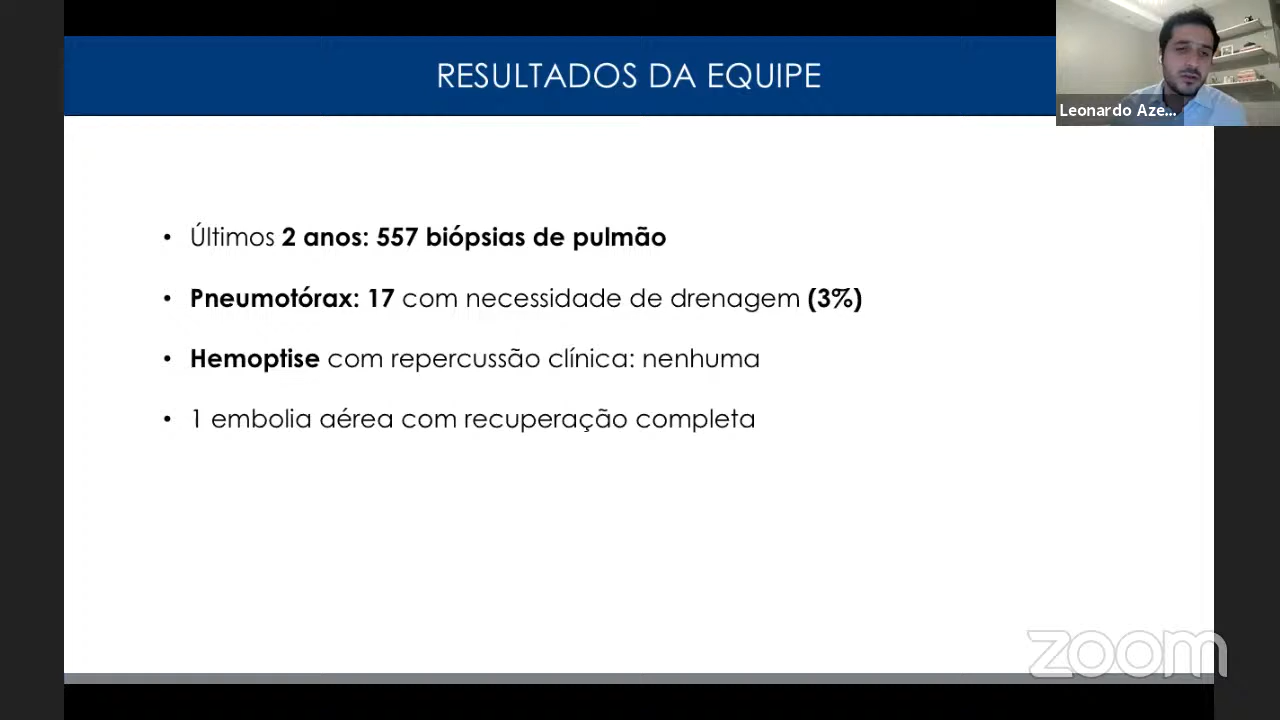 RESULTADOS DA EQUIPE
Leonardo Aze...
• Últimos 2 anos: 557 biópsias de pulmão
• Pneumotórax: 17 com necessidade de drenagem (3%)
• Hemoptise com repercussão clínica: nenhuma
• 1 embolia aérea com recuperação completa
zoom